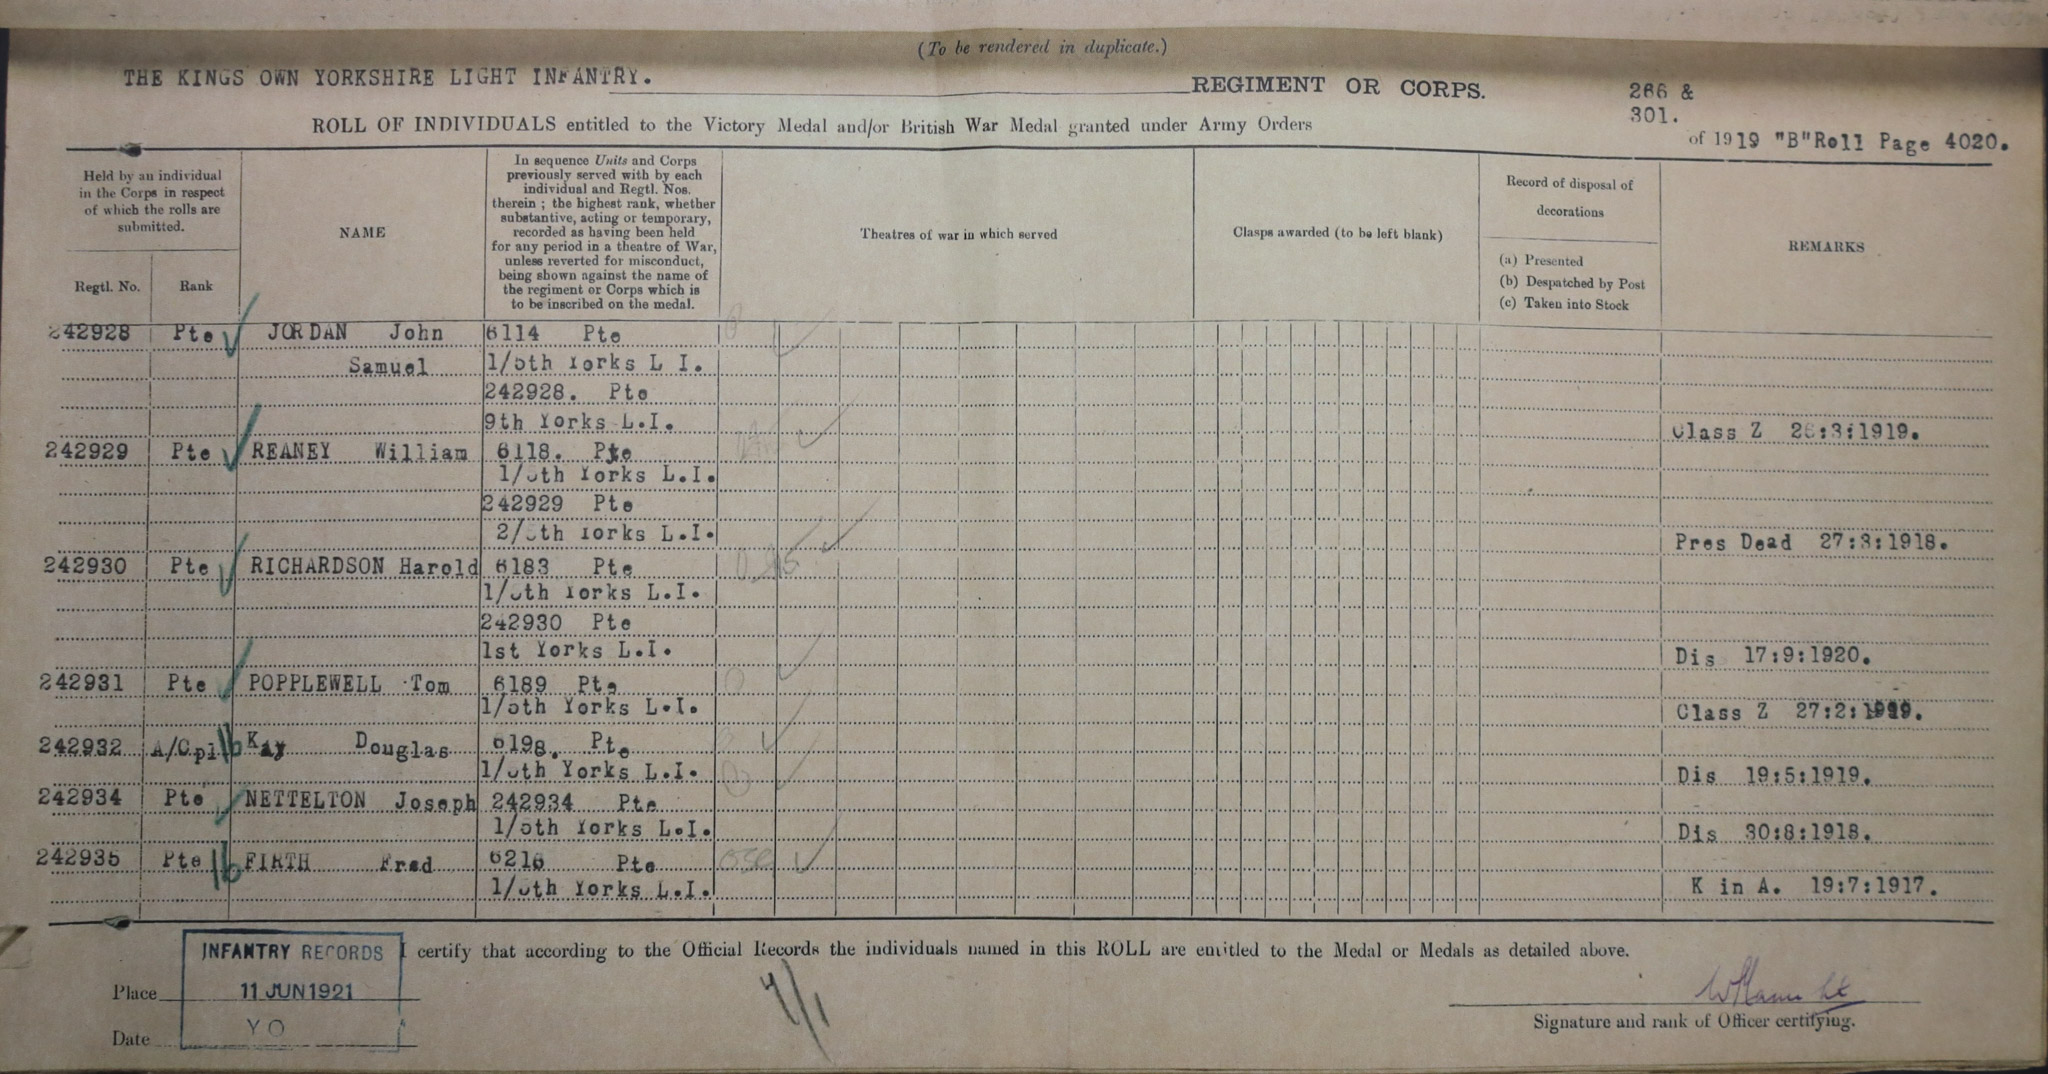 (To be rendered in duplicate.)
THE KINGS OWN YORKSHIRE LIGHT INFANTRY. REGIMENT OR CORPS.
266 &
301.
ROLL OF INDIVIDUALS entitled to the Victory Medal and/or British War Medal granted under Army Orders
of 1919 "B"Roll Page 4020.
Held by an individual
in the Corps in respect
of which the rolls are
submitted.
Regtl. No.
Rank
NAME
In sequence Units and Corps
previously served with by each
individual and Regtl. Nos.
therein ; the highest rank, whether
substantive, acting or temporary,
recorded as having been held
for any period in a theatre of War,
unless reverted for misconduct,
being shown against the name of
the regiment or Corps which is
to be inscribed on the medal.
Theatres of war in which served
Clasps awarded (to be left blank)
Record of disposal of
decorations
(a) Presented
(b) Despatched by Post
(c) Taken into Stock
REMARKS
242928 Pte JORDAN John 6114 Pte
Samuel 1/5th Yorks L I.
242928. Pte
9th Yorks L.I. Class Z 26:3:1919.
242929 Pte REANEY William 6118. Pte
1/5th Yorks L.I.
242929 Pte
2/5th Yorks L.I. Pres Dead 27:3:1918.
242930 Pte RICHARDSON Harold 6183 Pte
1/5th Yorks L.I.
242930 Pte
1st Yorks L.I. Dis 17:9:1920.
242931 Pte POPPLEWELL Tom 6189 Pte
1/5th Yorks L.I. Class Z 27:2:1919.
242932 A/Cpl Kay Douglas 6198. Pte
1/5th Yorks L.I. Dis 19:5:1919.
242934 Pte NETTELTON Joseph 242934 Pte
1/5th Yorks L.I. Dis 30:8:1918.
242935 Pte FIRTH Fred 6216 Pte
1/5th Yorks L.I. K in A. 19:7:1917.
INFANTRY RECORDS
I certify that according to the Official Records the individuals named in this ROLL are entitled to the Medal or Medals as detailed above.
Place 11 JUN 1921
Date YO
Signature and rank of Officer certifying.